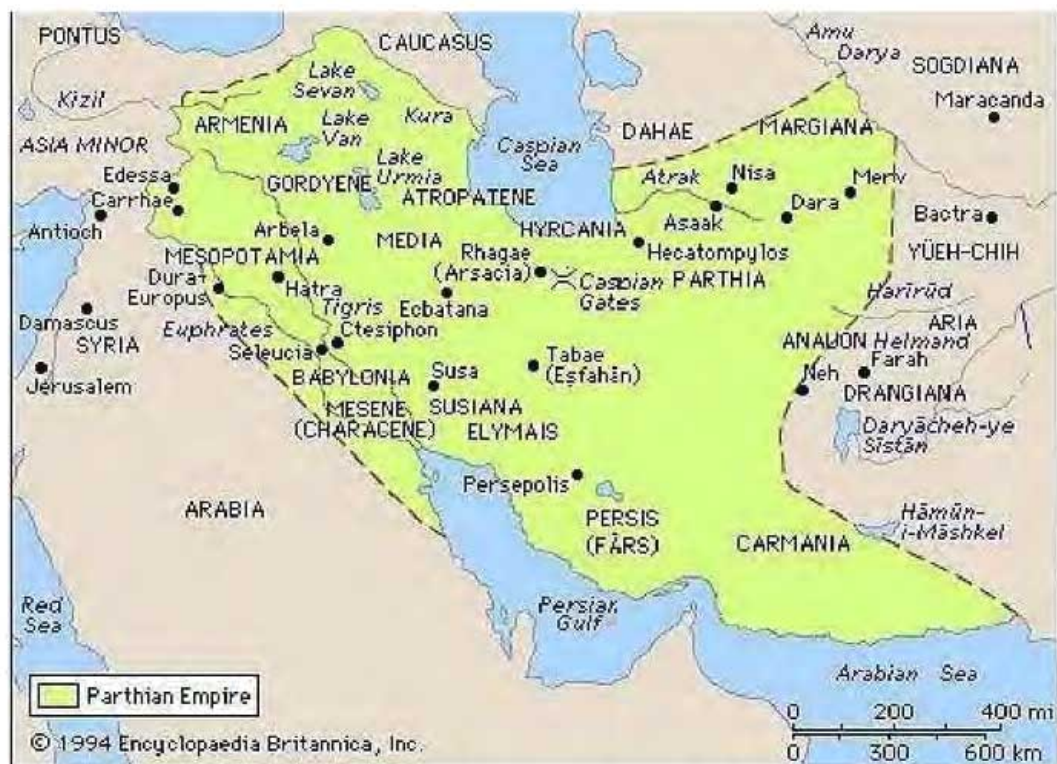 PONTUS
CAUCASUS
Amu
Darya
SOGDIANA
Maracanda
Kizil
Lake
Sevan
ARMENIA
Lake
Van
Kura
DAHAE
MARGIANA
ASIA MINOR
Caspian
Sea
Edessa
Lake
Urmia
GORDYENE
ATROPATENE
Atrak
Nisa
Merv
Carrhae
Antioch
Asaak
Dara
Bactra
Arbela
MEDIA
HYRCANIA
Hecatompylos
YÜEH-CHIH
MESOPOTAMIA
Rhagae
(Arsacia)
Caspian
Gates
PARTHIA
Dura-
Europus
Hatra
Tigris
Ecbatana
Harīrūd
Damascus
SYRIA
Euphrates
Ctesiphon
ARIA
Seleucia
Tabae
(Eşfahān)
ANAUON
Helmand
Farah
Jerusalem
BABYLONIA
Susa
Neh
DRANGIANA
MESENE
(CHARACENE)
SUSIANA
ELYMAIS
Daryācheh-ye
Sīstān
Persepolis
ARABIA
PERSIS
(FĀRS)
CARMANIA
Hāmūn-
i-Māshkel
Red
Sea
Persian
Gulf
Arabian Sea
Parthian Empire
0 200 400 mi
0 300 600 km
© 1994 Encyclopaedia Britannica, Inc.